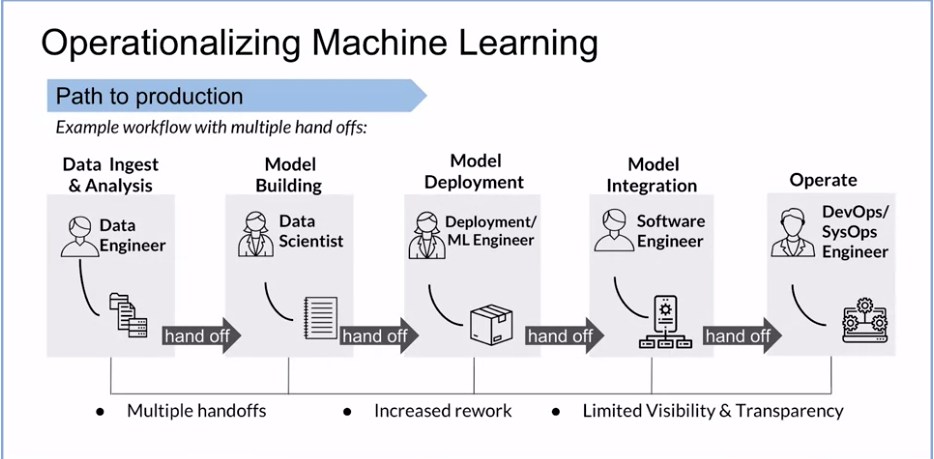 Operationalizing Machine Learning
Path to production
Example workflow with multiple hand offs:
Data Ingest
& Analysis
Model
Building
Model
Deployment
Model
Integration
Operate
Data
Engineer
Data
Scientist
Deployment/
ML Engineer
Software
Engineer
DevOps/
SysOps
Engineer
hand off
hand off
hand off
hand off
● Multiple handoffs
● Increased rework
● Limited Visibility & Transparency